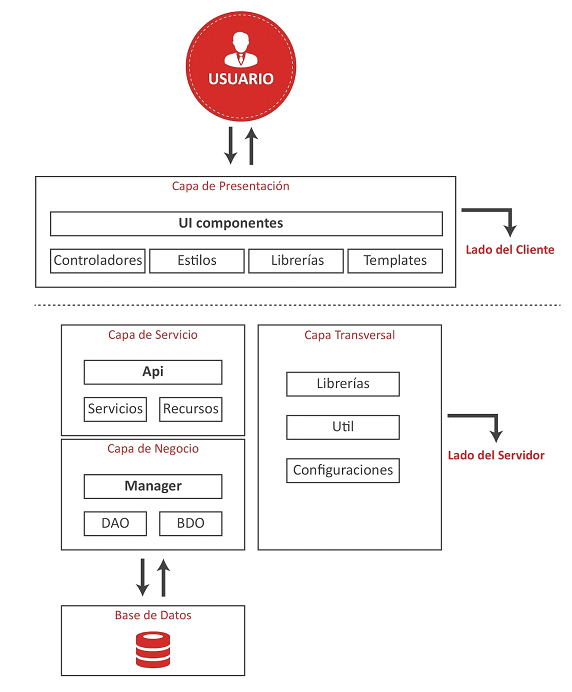 USUARIO
Capa de Presentación
UI componentes
Controladores
Estilos
Librerías
Templates
Lado del Cliente
Capa de Servicio
Api
Servicios
Recursos
Capa de Negocio
Manager
DAO
BDO
Capa Transversal
Librerías
Util
Configuraciones
Lado del Servidor
Base de Datos